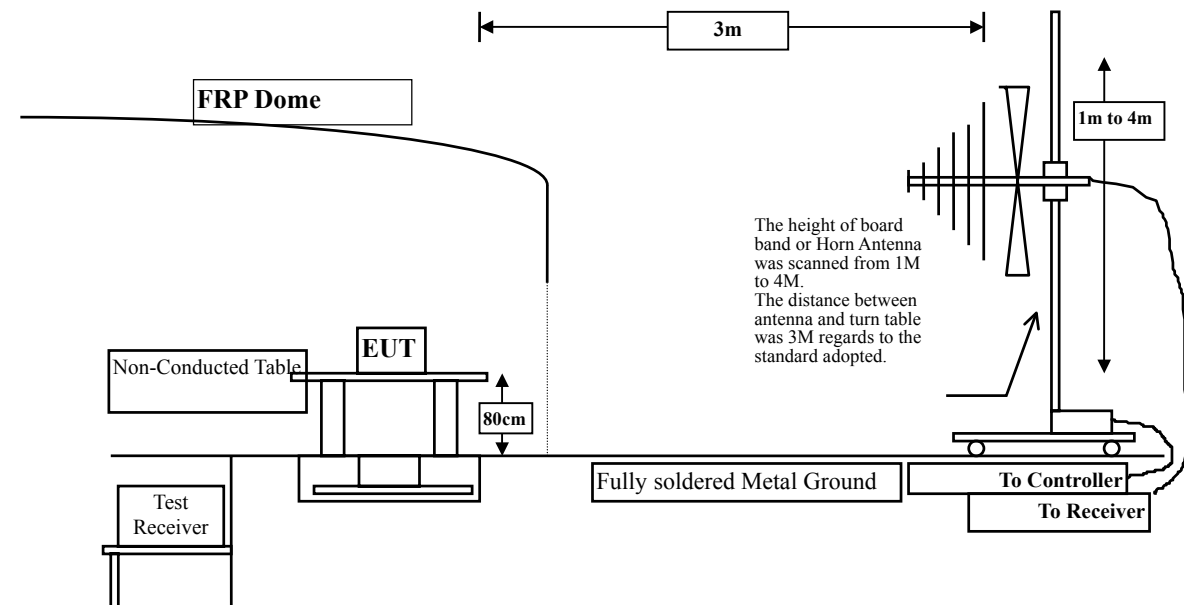 3m
FRP Dome
1m to 4m
The height of board
band or Horn Antenna
was scanned from 1M
to 4M.
The distance between
antenna and turn table
was 3M regards to the
standard adopted.
EUT
Non-Conducted Table
80cm
Fully soldered Metal Ground
To Controller
To Receiver
Test
Receiver